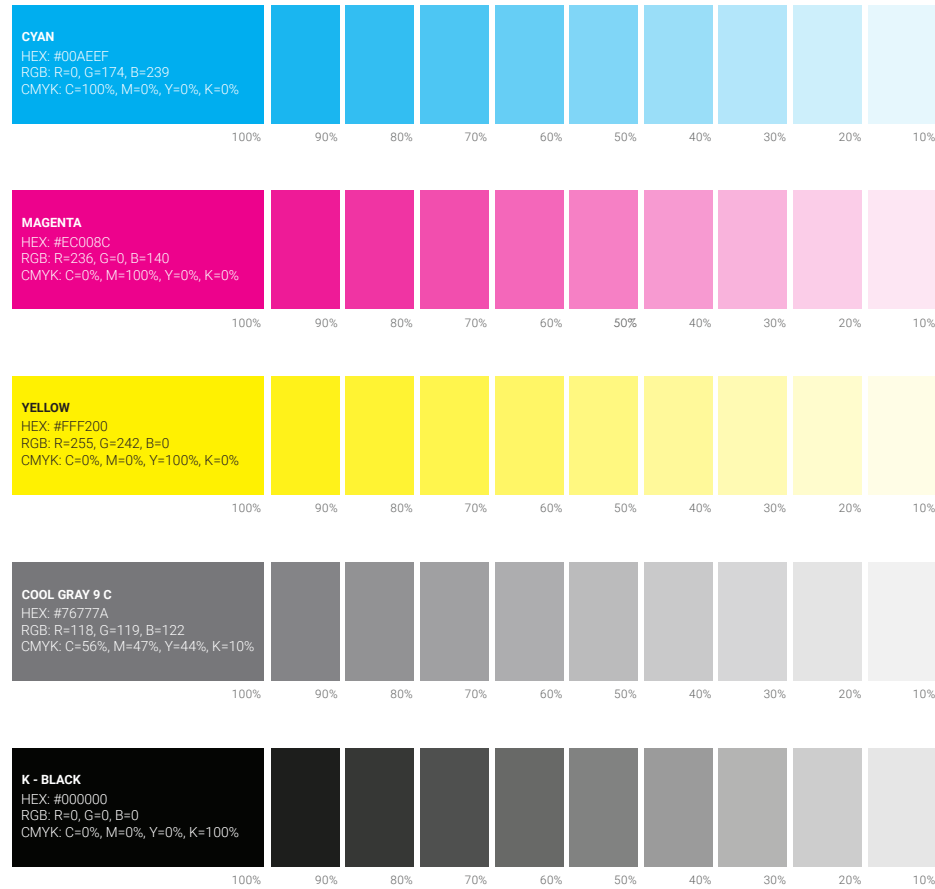 CYAN
HEX: #00AEEF
RGB: R=0, G=174, B=239
CMYK: C=100%, M=0%, Y=0%, K=0%
100% 90% 80% 70% 60% 50% 40% 30% 20% 10%
MAGENTA
HEX: #EC008C
RGB: R=236, G=0, B=140
CMYK: C=0%, M=100%, Y=0%, K=0%
100% 90% 80% 70% 60% 50% 40% 30% 20% 10%
YELLOW
HEX: #FFF200
RGB: R=255, G=242, B=0
CMYK: C=0%, M=0%, Y=100%, K=0%
100% 90% 80% 70% 60% 50% 40% 30% 20% 10%
COOL GRAY 9 C
HEX: #76777A
RGB: R=118, G=119, B=122
CMYK: C=56%, M=47%, Y=44%, K=10%
100% 90% 80% 70% 60% 50% 40% 30% 20% 10%
K - BLACK
HEX: #000000
RGB: R=0, G=0, B=0
CMYK: C=0%, M=0%, Y=0%, K=100%
100% 90% 80% 70% 60% 50% 40% 30% 20% 10%